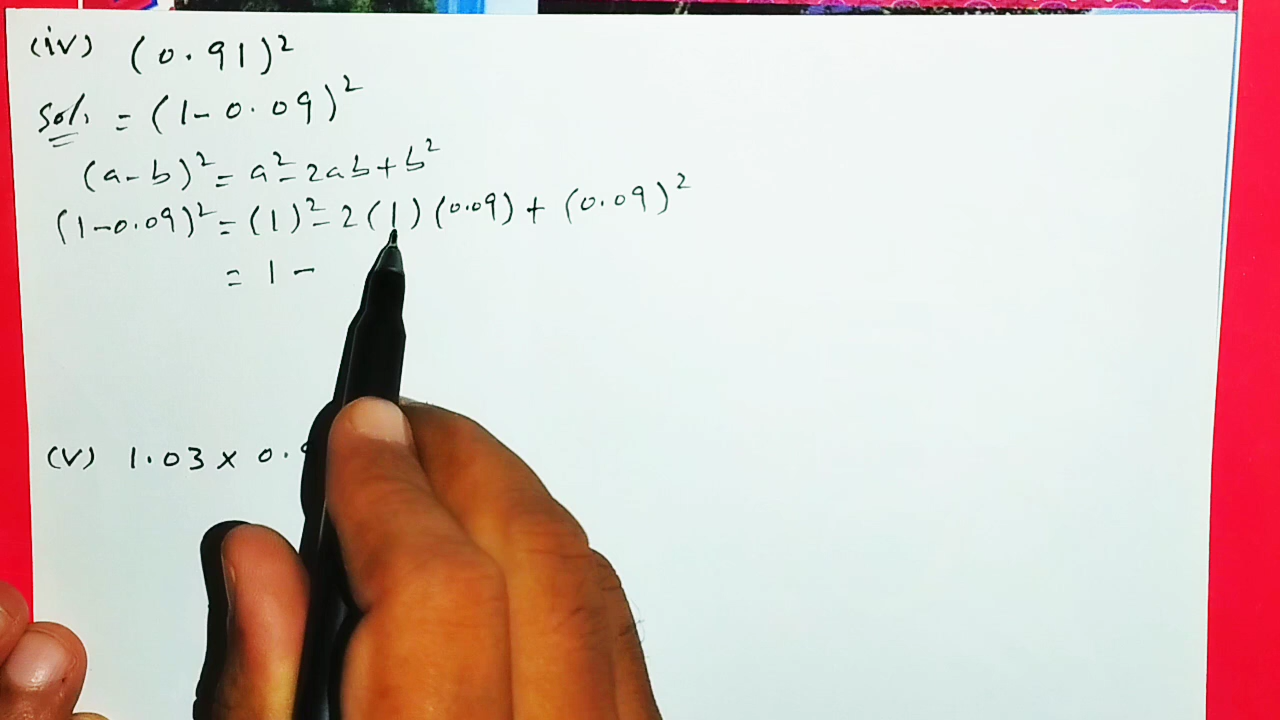 (iv) (0.91)²
Sol. = (1-0.09)²
(a-b)² = a²-2ab+b²
(1-0.09)² = (1)²-2(1)(0.09)+(0.09)²
= 1 -
(v) 1.03 x 0.